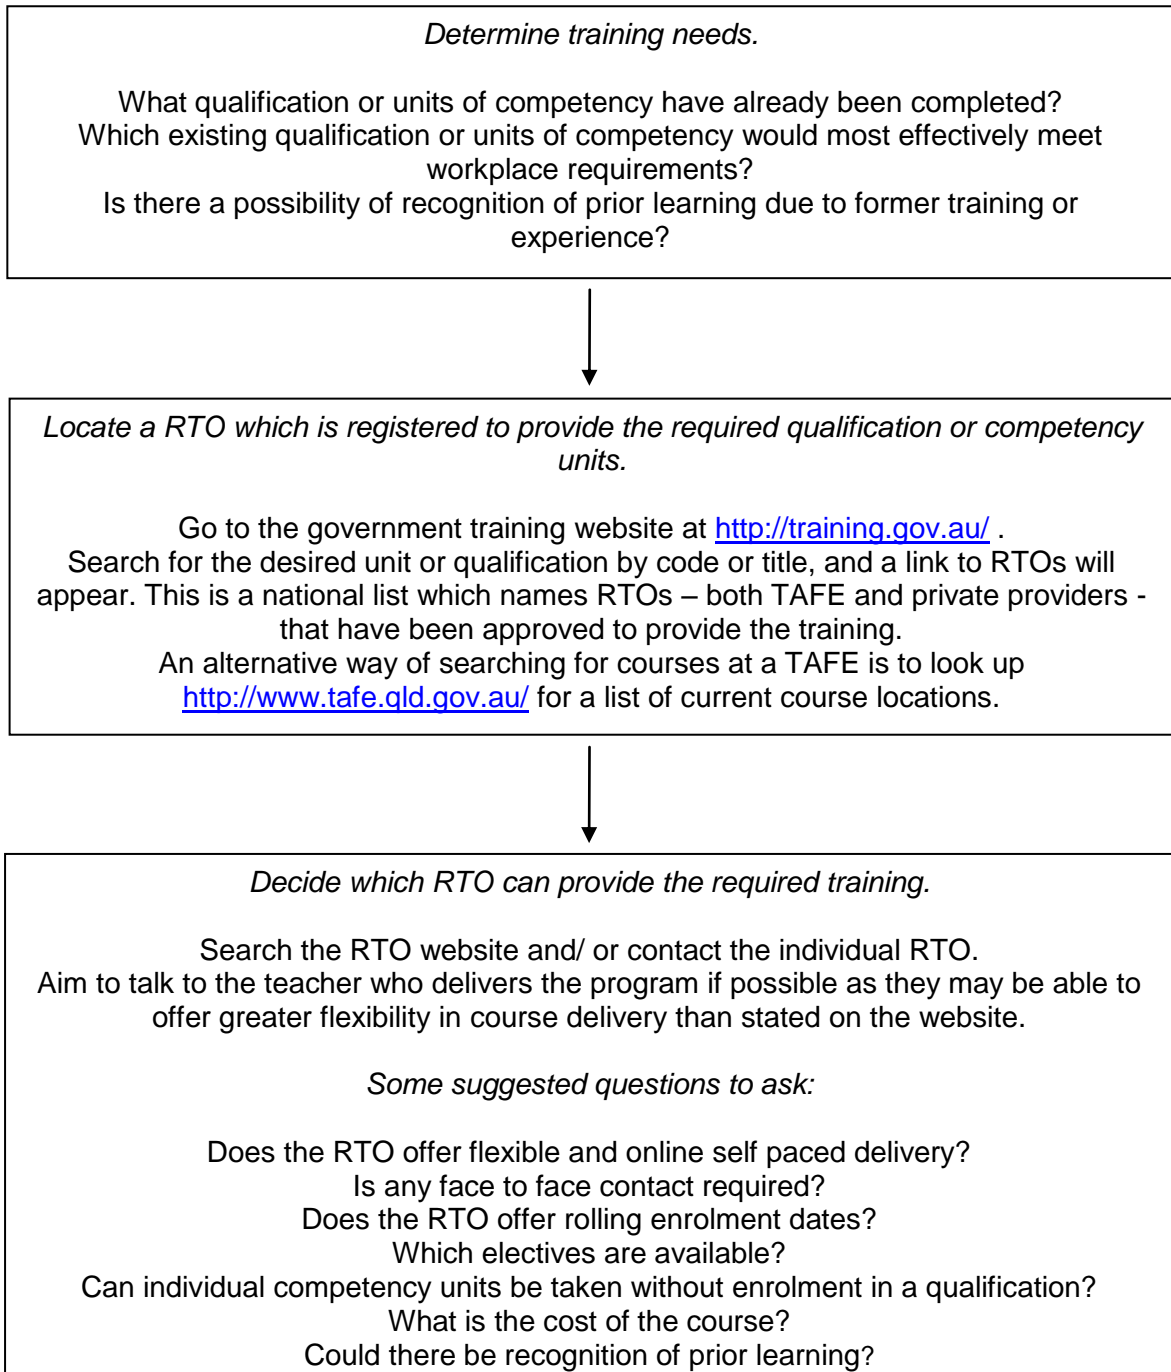 Determine training needs.
What qualification or units of competency have already been completed?
Which existing qualification or units of competency would most effectively meet
workplace requirements?
Is there a possibility of recognition of prior learning due to former training or
experience?
Locate a RTO which is registered to provide the required qualification or competency
units.
Go to the government training website at http://training.gov.au/ .
Search for the desired unit or qualification by code or title, and a link to RTOs will
appear. This is a national list which names RTOs – both TAFE and private providers -
that have been approved to provide the training.
An alternative way of searching for courses at a TAFE is to look up
http://www.tafe.qld.gov.au/ for a list of current course locations.
Decide which RTO can provide the required training.
Search the RTO website and/ or contact the individual RTO.
Aim to talk to the teacher who delivers the program if possible as they may be able to
offer greater flexibility in course delivery than stated on the website.
Some suggested questions to ask:
Does the RTO offer flexible and online self paced delivery?
Is any face to face contact required?
Does the RTO offer rolling enrolment dates?
Which electives are available?
Can individual competency units be taken without enrolment in a qualification?
What is the cost of the course?
Could there be recognition of prior learning?